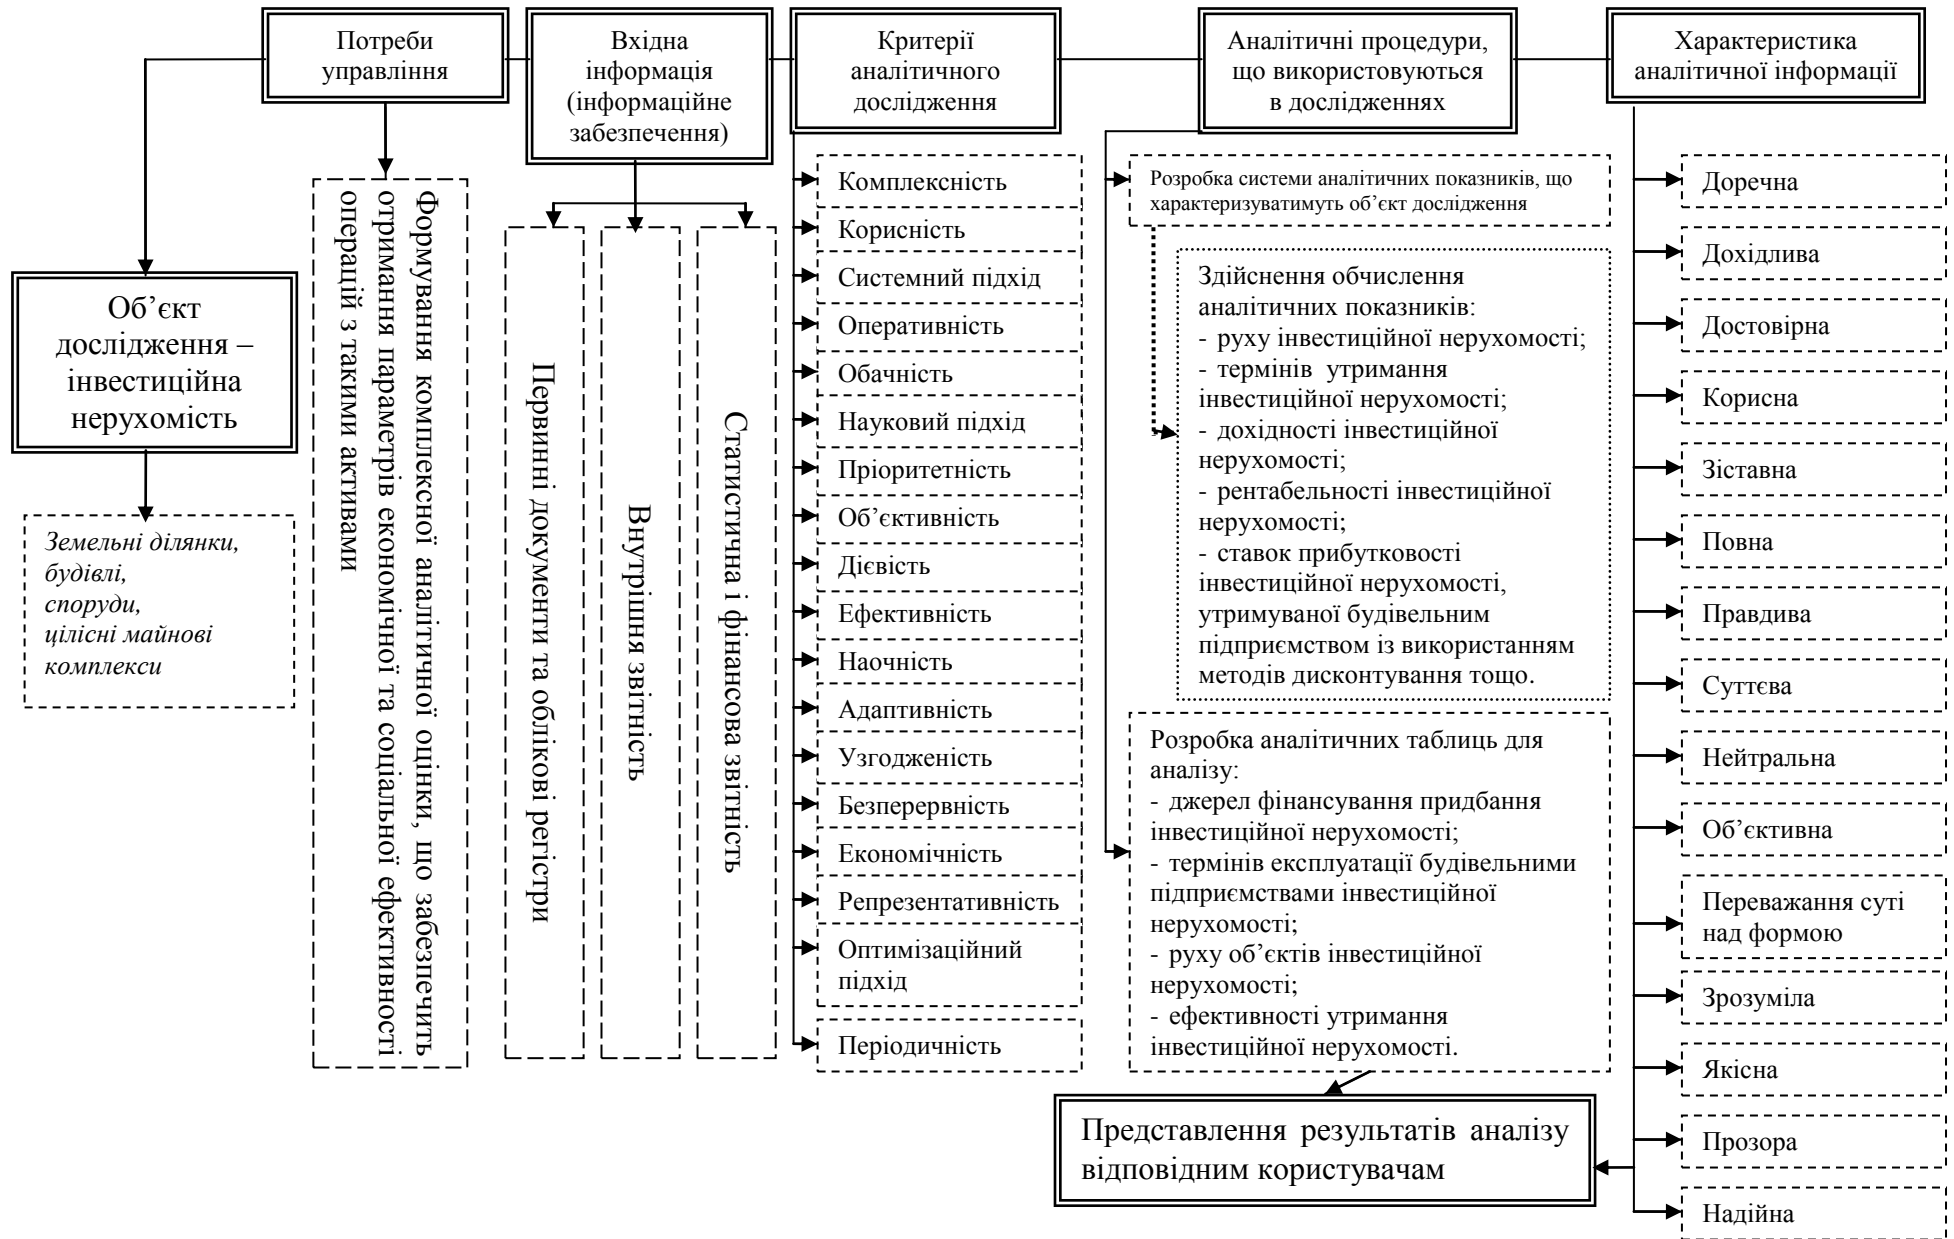 Потреби
управління
Вхідна
інформація
(інформаційне
забезпечення)
Критерії
аналітичного
дослідження
Аналітичні процедури,
що використовуються
в дослідженнях
Характеристика
аналітичної інформації
Об’єкт
дослідження –
інвестиційна
нерухомість
Земельні ділянки,
будівлі,
споруди,
цілісні майнові
комплекси
Формування комплексної аналітичної оцінки, що забезпечить
отримання параметрів економічної та соціальної ефективності
операцій з такими активами
Первинні документи та облікові регістри
Внутрішня звітність
Статистична і фінансова звітність
Комплексність
Корисність
Системний підхід
Оперативність
Обачність
Науковий підхід
Пріоритетність
Об’єктивність
Дієвість
Ефективність
Наочність
Адаптивність
Узгодженість
Безперервність
Економічність
Репрезентативність
Оптимізаційний
підхід
Періодичність
Розробка системи аналітичних показників, що
характеризуватимуть об’єкт дослідження
Здійснення обчислення
аналітичних показників:
- руху інвестиційної нерухомості;
- термінів утримання
інвестиційної нерухомості;
- дохідності інвестиційної
нерухомості;
- рентабельності інвестиційної
нерухомості;
- ставок прибутковості
інвестиційної нерухомості,
утримуваної будівельним
підприємством із використанням
методів дисконтування тощо.
Розробка аналітичних таблиць для
аналізу:
- джерел фінансування придбання
інвестиційної нерухомості;
- термінів експлуатації будівельними
підприємствами інвестиційної
нерухомості;
- руху об’єктів інвестиційної
нерухомості;
- ефективності утримання
інвестиційної нерухомості.
Представлення результатів аналізу
відповідним користувачам
Доречна
Дохідлива
Достовірна
Корисна
Зіставна
Повна
Правдива
Суттєва
Нейтральна
Об’єктивна
Переважання суті
над формою
Зрозуміла
Якісна
Прозора
Надійна